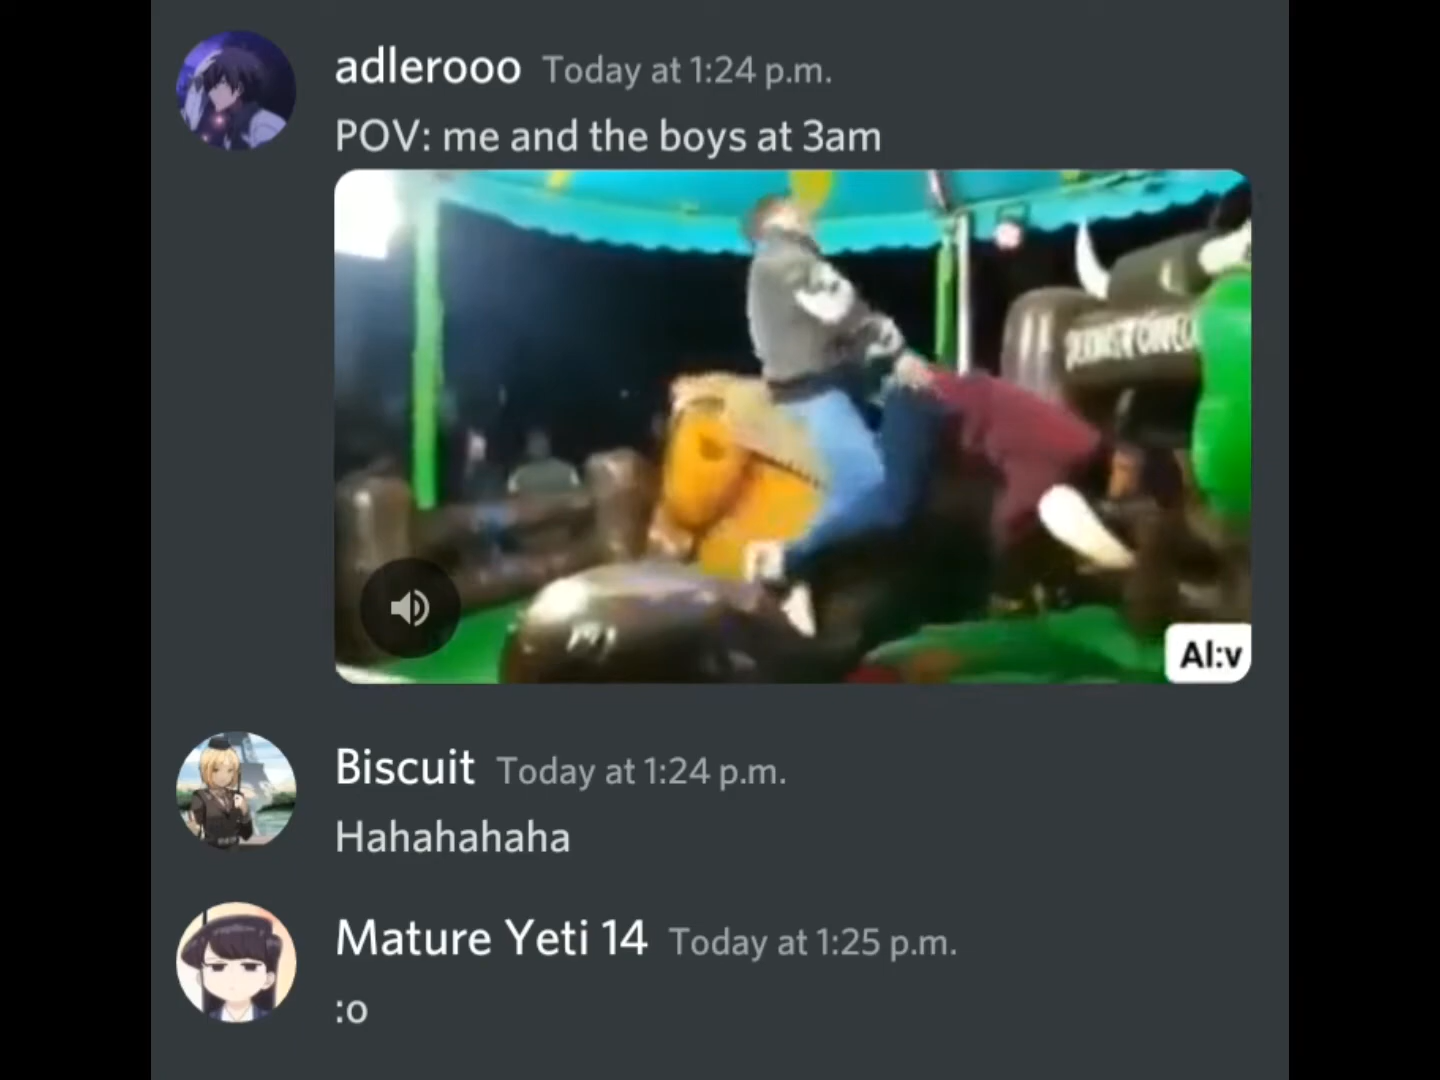 adlerooo Today at 1:24 p.m.
POV: me and the boys at 3am
Al:v
Biscuit Today at 1:24 p.m.
Hahahahaha
Mature Yeti 14 Today at 1:25 p.m.
:o